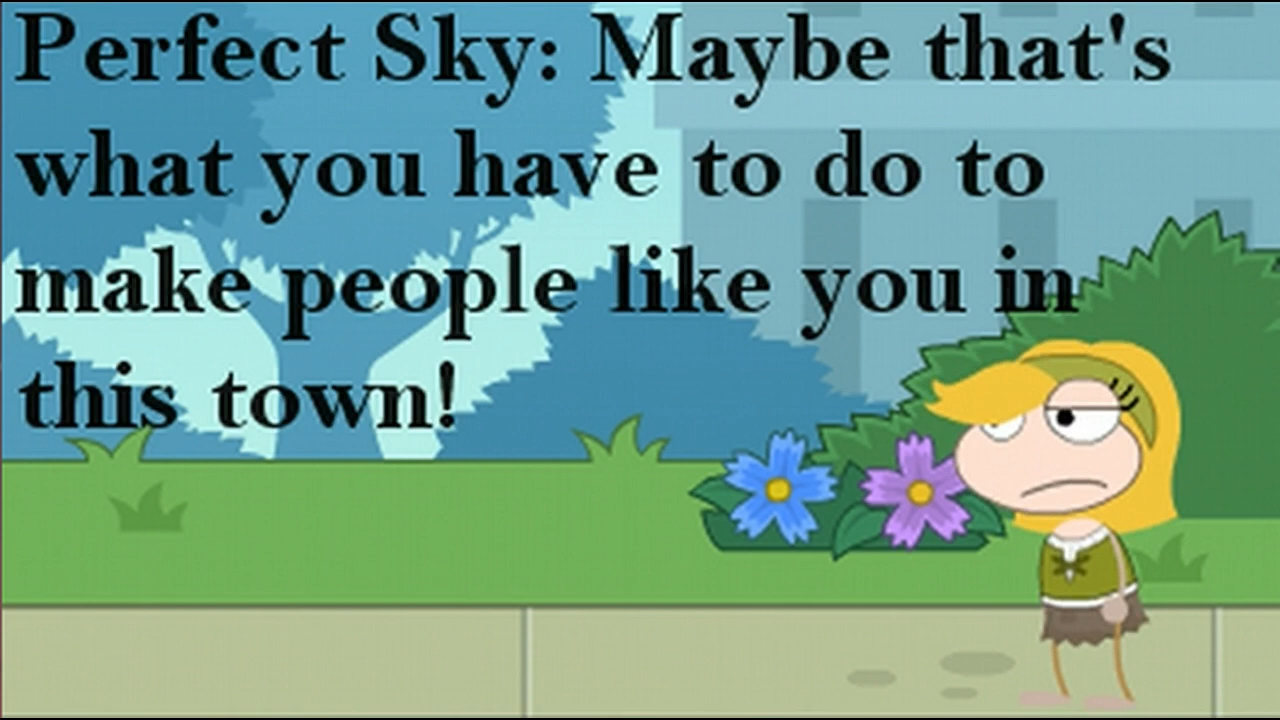 Perfect Sky: Maybe that's
what you have to do to
make people like you in
this town!